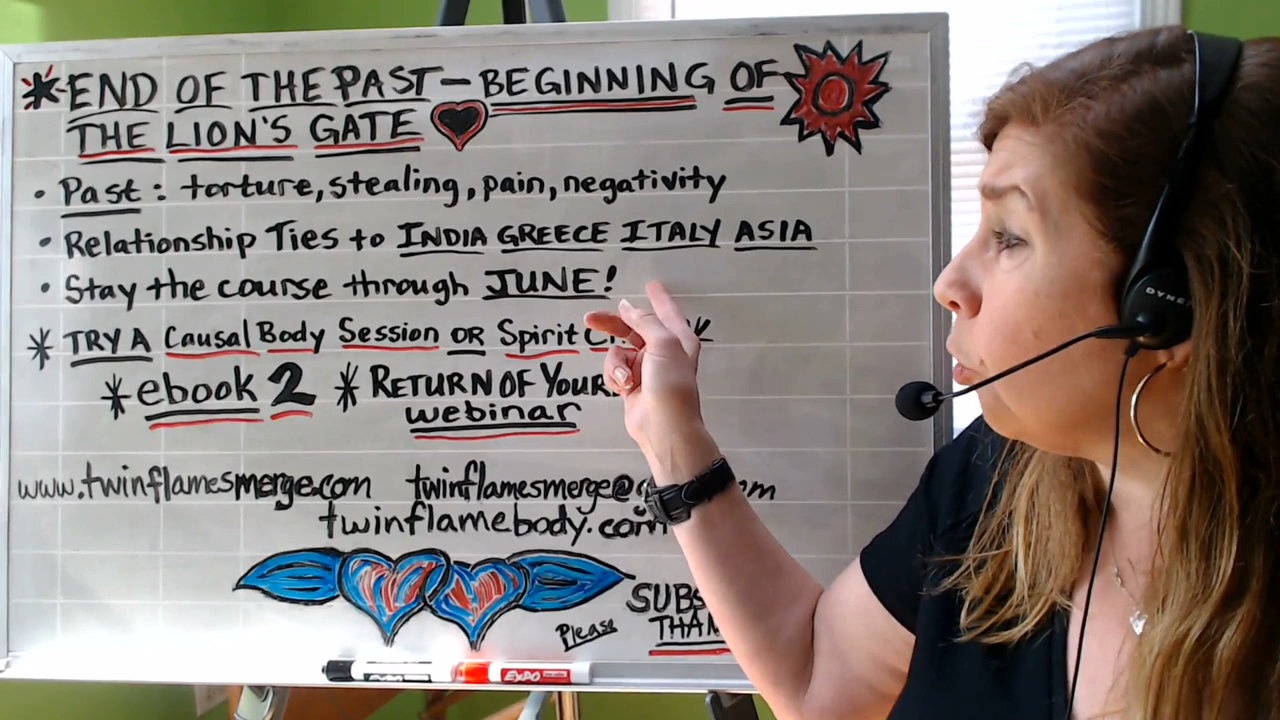 *END OF THE PAST - BEGINNING OF
THE LION'S GATE
• Past: torture, stealing, pain, negativity
• Relationship Ties to INDIA GREECE ITALY ASIA
• Stay the course through JUNE!
* TRY A Causal Body Session OR Spirit
* ebook 2 * RETURN OF YOUR
webinar
www.twinflamesmerge.com twinflamesmerge@
twinflamebody.com
Please
EXPO